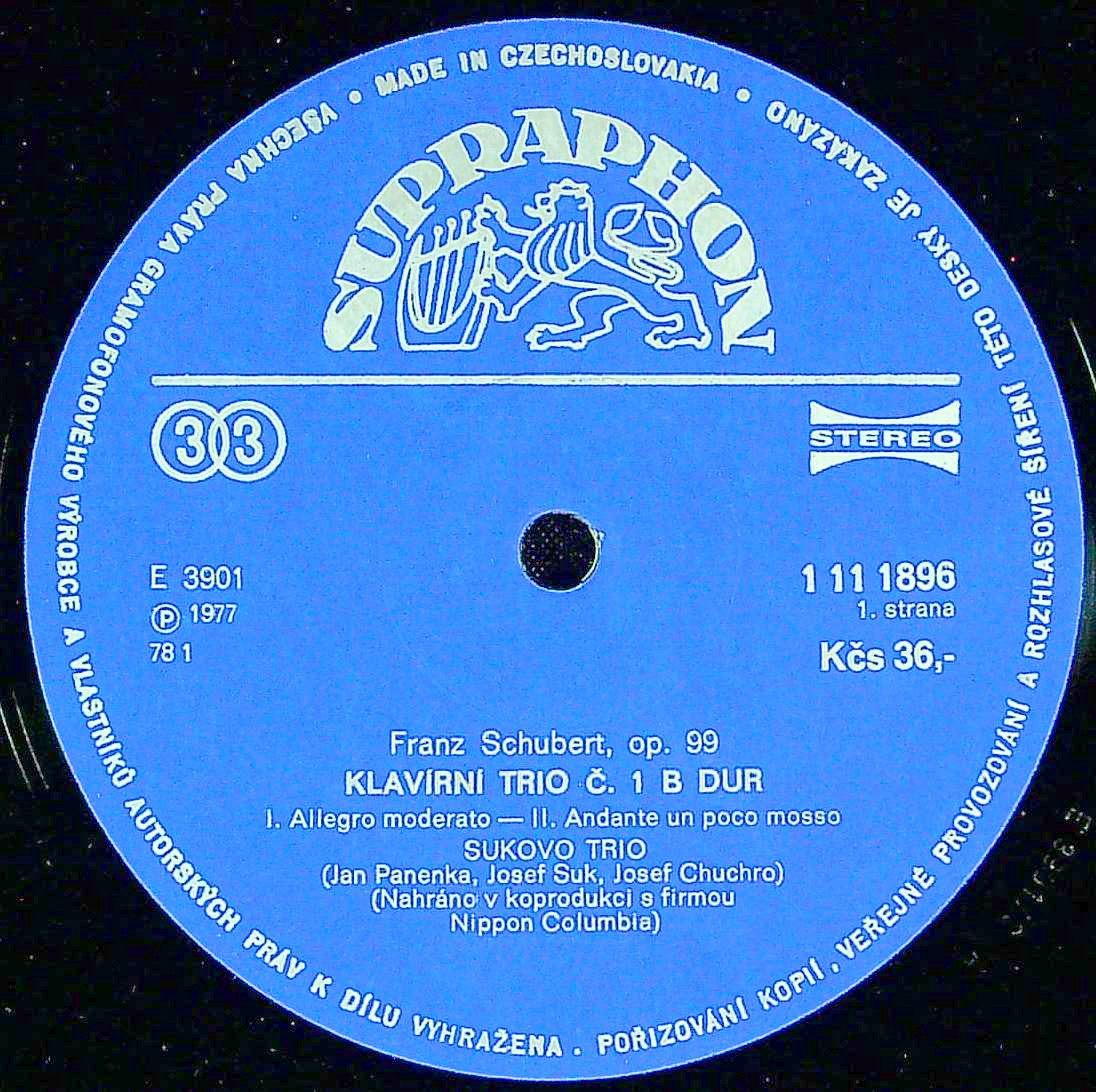 MADE IN CZECHOSLOVAKIA •
VŠECHNA PRÁVA GRAMOFONOVÉHO VÝROBCE A VLASTNÍKŮ AUTORSKÝCH PRÁV K DÍLU VYHRAŽENA. POŘIZOVÁNÍ KOPIÍ, VEŘEJNÉ PROVOZOVÁNÍ A ROZHLASOVÉ ŠÍŘENÍ TÉTO DESKY JE ZAKÁZÁNO •
SUPRAPHON
33
STEREO
E 3901
Ⓟ 1977
78 1
1 11 1896
1. strana
Kčs 36,-
Franz Schubert, op. 99
KLAVÍRNÍ TRIO Č. 1 B DUR
I. Allegro moderato — II. Andante un poco mosso
SUKOVO TRIO
(Jan Panenka, Josef Suk, Josef Chuchro)
(Nahráno v koprodukci s firmou
Nippon Columbia)